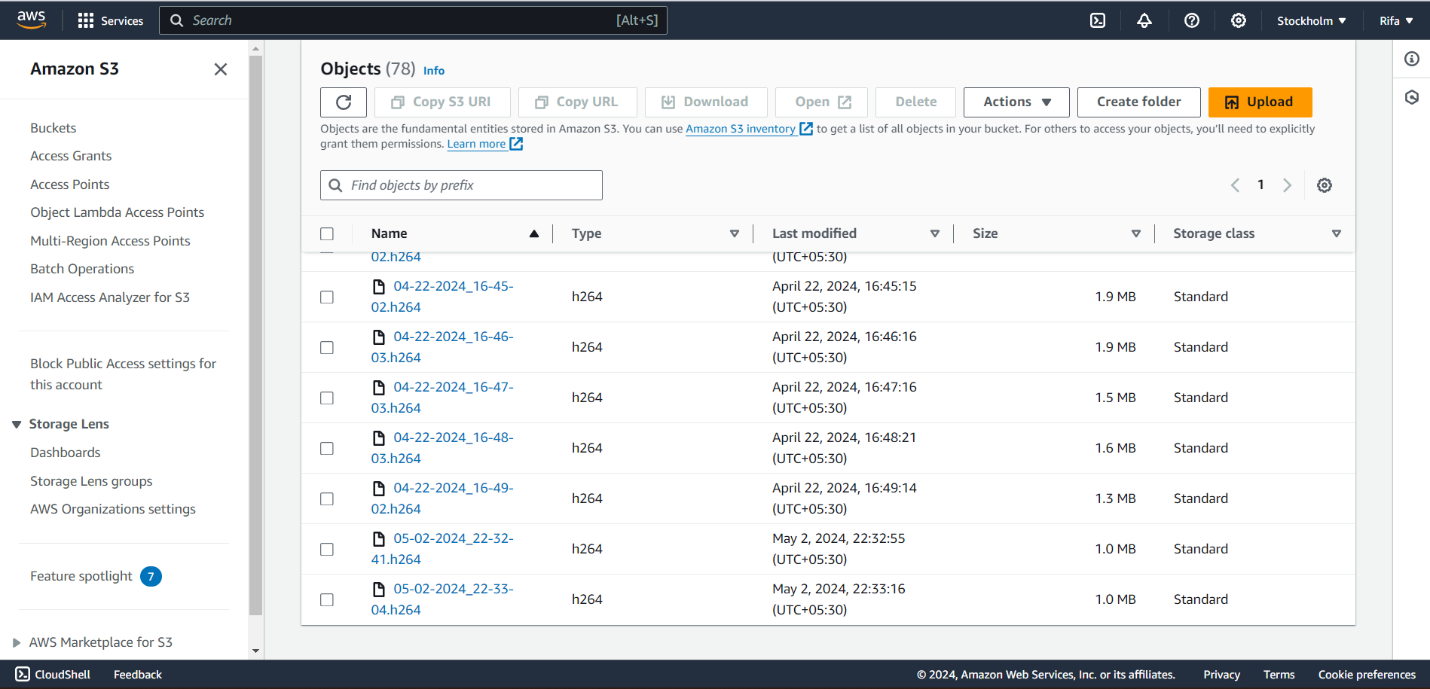 aws
Services
Search [Alt+S]
Stockholm ▼
Rifa ▼
Amazon S3
Buckets
Access Grants
Access Points
Object Lambda Access Points
Multi-Region Access Points
Batch Operations
IAM Access Analyzer for S3
Block Public Access settings for
this account
Storage Lens
Dashboards
Storage Lens groups
AWS Organizations settings
Feature spotlight 7
AWS Marketplace for S3
Objects (78) Info
Copy S3 URI
Copy URL
Download
Open
Delete
Actions ▼
Create folder
Upload
Objects are the fundamental entities stored in Amazon S3. You can use Amazon S3 inventory to get a list of all objects in your bucket. For others to access your objects, you'll need to explicitly
grant them permissions. Learn more
Find objects by prefix
1
Name Type Last modified Size Storage class
02.h264 (UTC+05:30)
04-22-2024_16-45- April 22, 2024, 16:45:15
h264 1.9 MB Standard
02.h264 (UTC+05:30)
04-22-2024_16-46- April 22, 2024, 16:46:16
h264 1.9 MB Standard
03.h264 (UTC+05:30)
04-22-2024_16-47- April 22, 2024, 16:47:16
h264 1.5 MB Standard
03.h264 (UTC+05:30)
04-22-2024_16-48- April 22, 2024, 16:48:21
h264 1.6 MB Standard
03.h264 (UTC+05:30)
04-22-2024_16-49- April 22, 2024, 16:49:14
h264 1.3 MB Standard
02.h264 (UTC+05:30)
05-02-2024_22-32- May 2, 2024, 22:32:55
h264 1.0 MB Standard
41.h264 (UTC+05:30)
05-02-2024_22-33- May 2, 2024, 22:33:16
h264 1.0 MB Standard
04.h264 (UTC+05:30)
CloudShell Feedback © 2024, Amazon Web Services, Inc. or its affiliates. Privacy Terms Cookie preferences